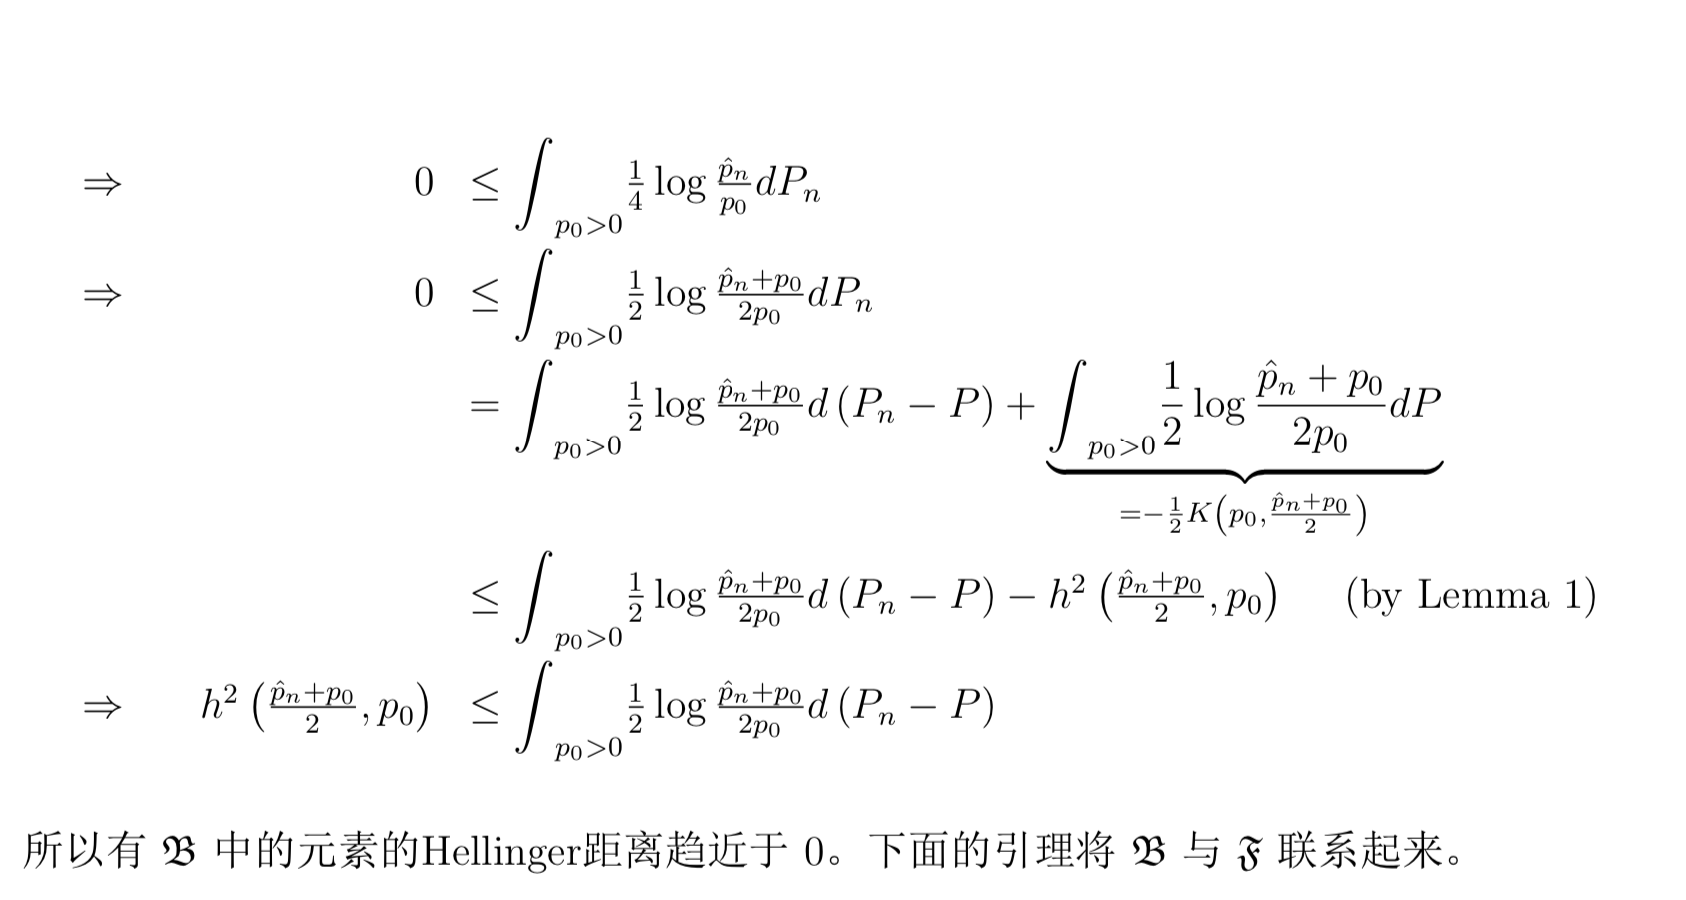 $\Rightarrow \quad 0 \leq \int_{p_0>0} \frac{1}{4} \log \frac{\hat{p}_n}{p_0} dP_n$
$\Rightarrow \quad 0 \leq \int_{p_0>0} \frac{1}{2} \log \frac{\hat{p}_n+p_0}{2p_0} dP_n$
$= \int_{p_0>0} \frac{1}{2} \log \frac{\hat{p}_n+p_0}{2p_0} d\left(P_n - P\right) + \underbrace{\int_{p_0>0} \frac{1}{2} \log \frac{\hat{p}_n+p_0}{2p_0} dP}_{=-\frac{1}{2}K\left(p_0, \frac{\hat{p}_n+p_0}{2}\right)}$
$\leq \int_{p_0>0} \frac{1}{2} \log \frac{\hat{p}_n+p_0}{2p_0} d\left(P_n - P\right) - h^2\left(\frac{\hat{p}_n+p_0}{2}, p_0\right) \quad \text{(by Lemma 1)}$
$\Rightarrow \quad h^2\left(\frac{\hat{p}_n+p_0}{2}, p_0\right) \leq \int_{p_0>0} \frac{1}{2} \log \frac{\hat{p}_n+p_0}{2p_0} d\left(P_n - P\right)$
所以有 $\mathfrak{B}$ 中的元素的Hellinger距离趋近于 0。下面的引理将 $\mathfrak{B}$ 与 $\mathfrak{F}$ 联系起来。